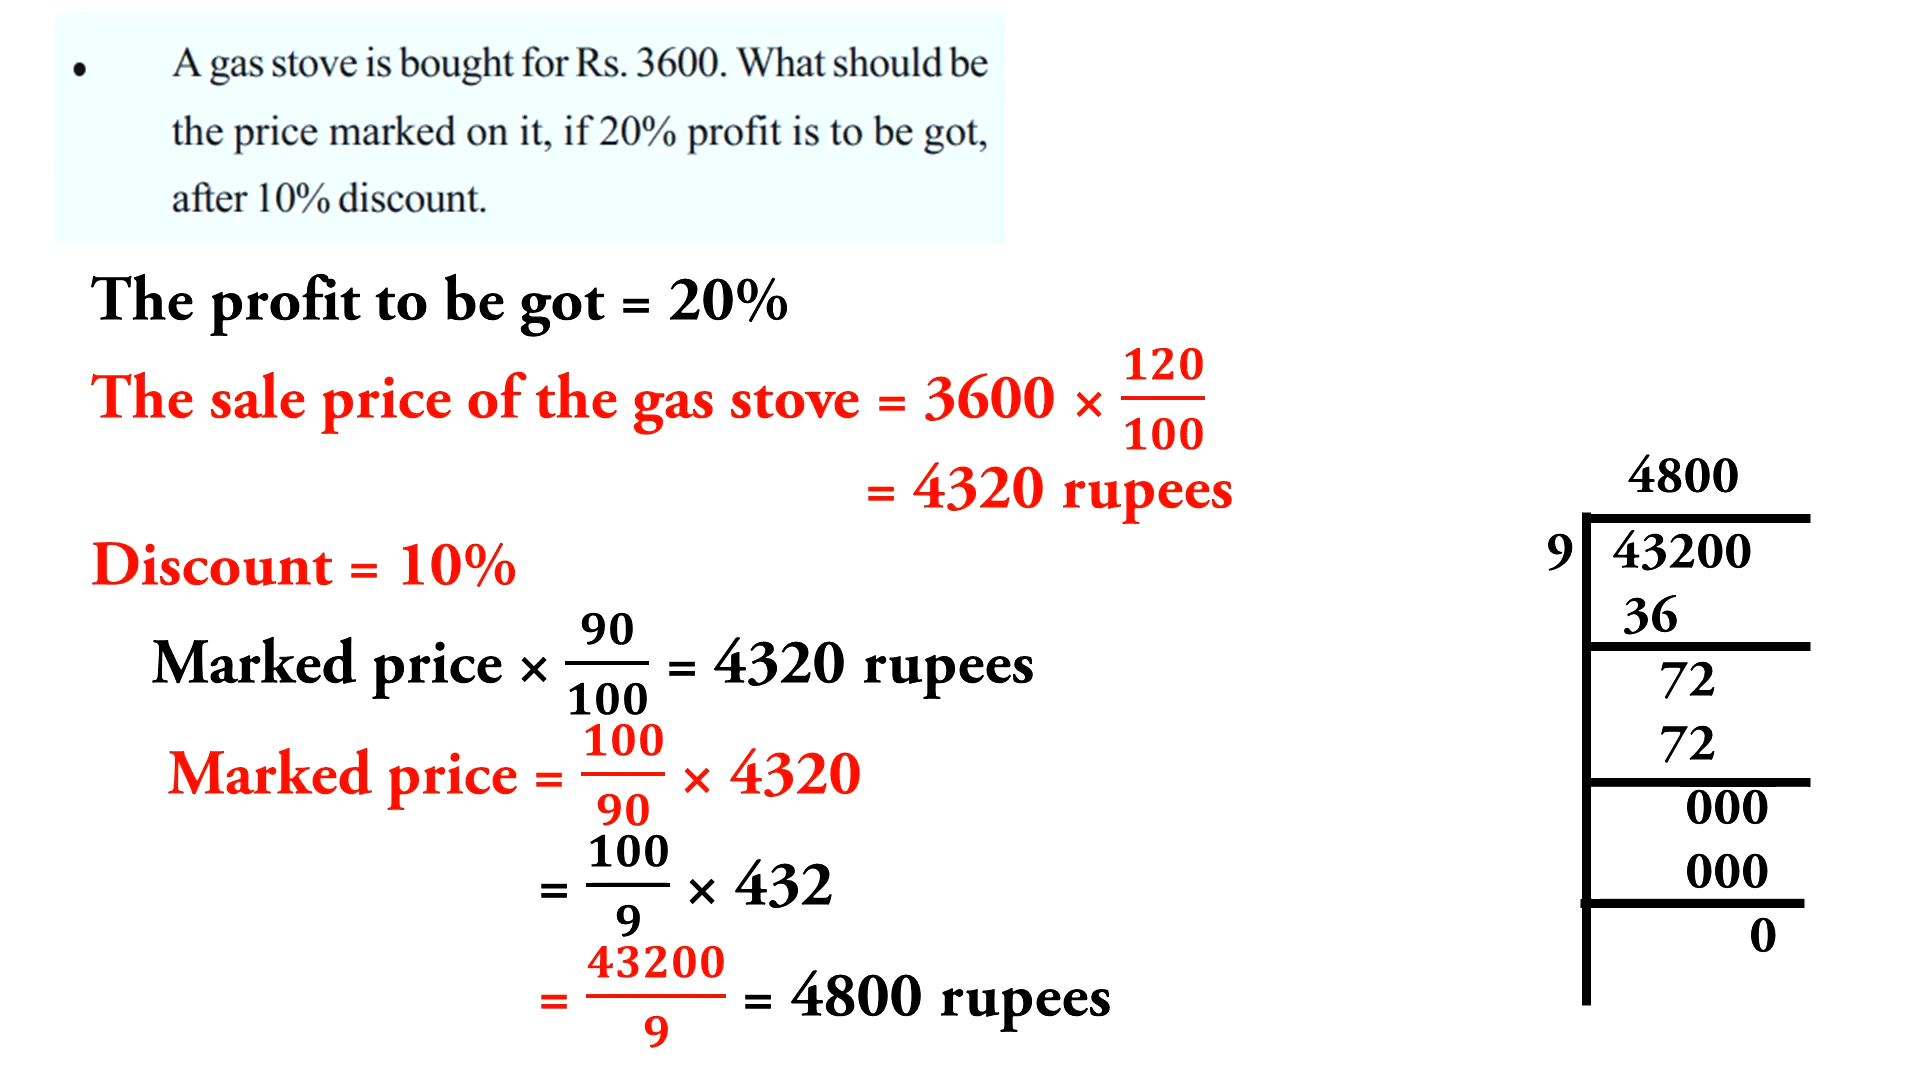 • A gas stove is bought for Rs. 3600. What should be
the price marked on it, if 20% profit is to be got,
after 10% discount.
The profit to be got = 20%
The sale price of the gas stove = 3600 × 120/100
= 4320 rupees
Discount = 10%
Marked price × 90/100 = 4320 rupees
Marked price = 100/90 × 4320
= 100/9 × 432
= 43200/9 = 4800 rupees
4800
9 43200
36
72
72
000
000
0